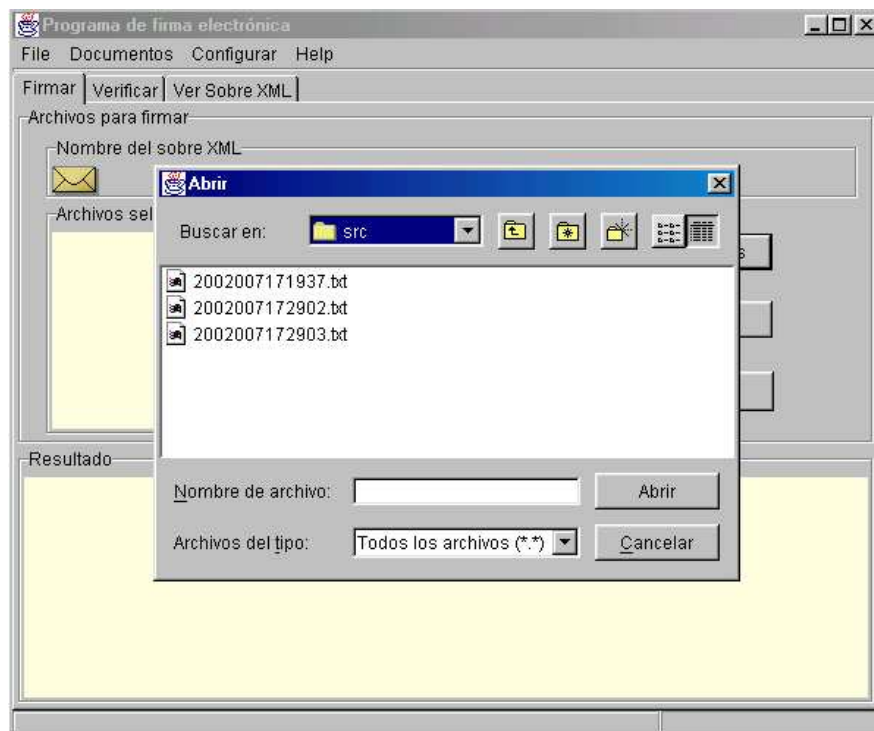 Programa de firma electrónica
File Documentos Configurar Help
Firmar Verificar Ver Sobre XML
Archivos para firmar
Nombre del sobre XML
Abrir
Archivos sel
Buscar en: src
s
2002007171937.txt
2002007172902.txt
2002007172903.txt
Resultado
Nombre de archivo: Abrir
Archivos del tipo: Todos los archivos (*.*) Cancelar